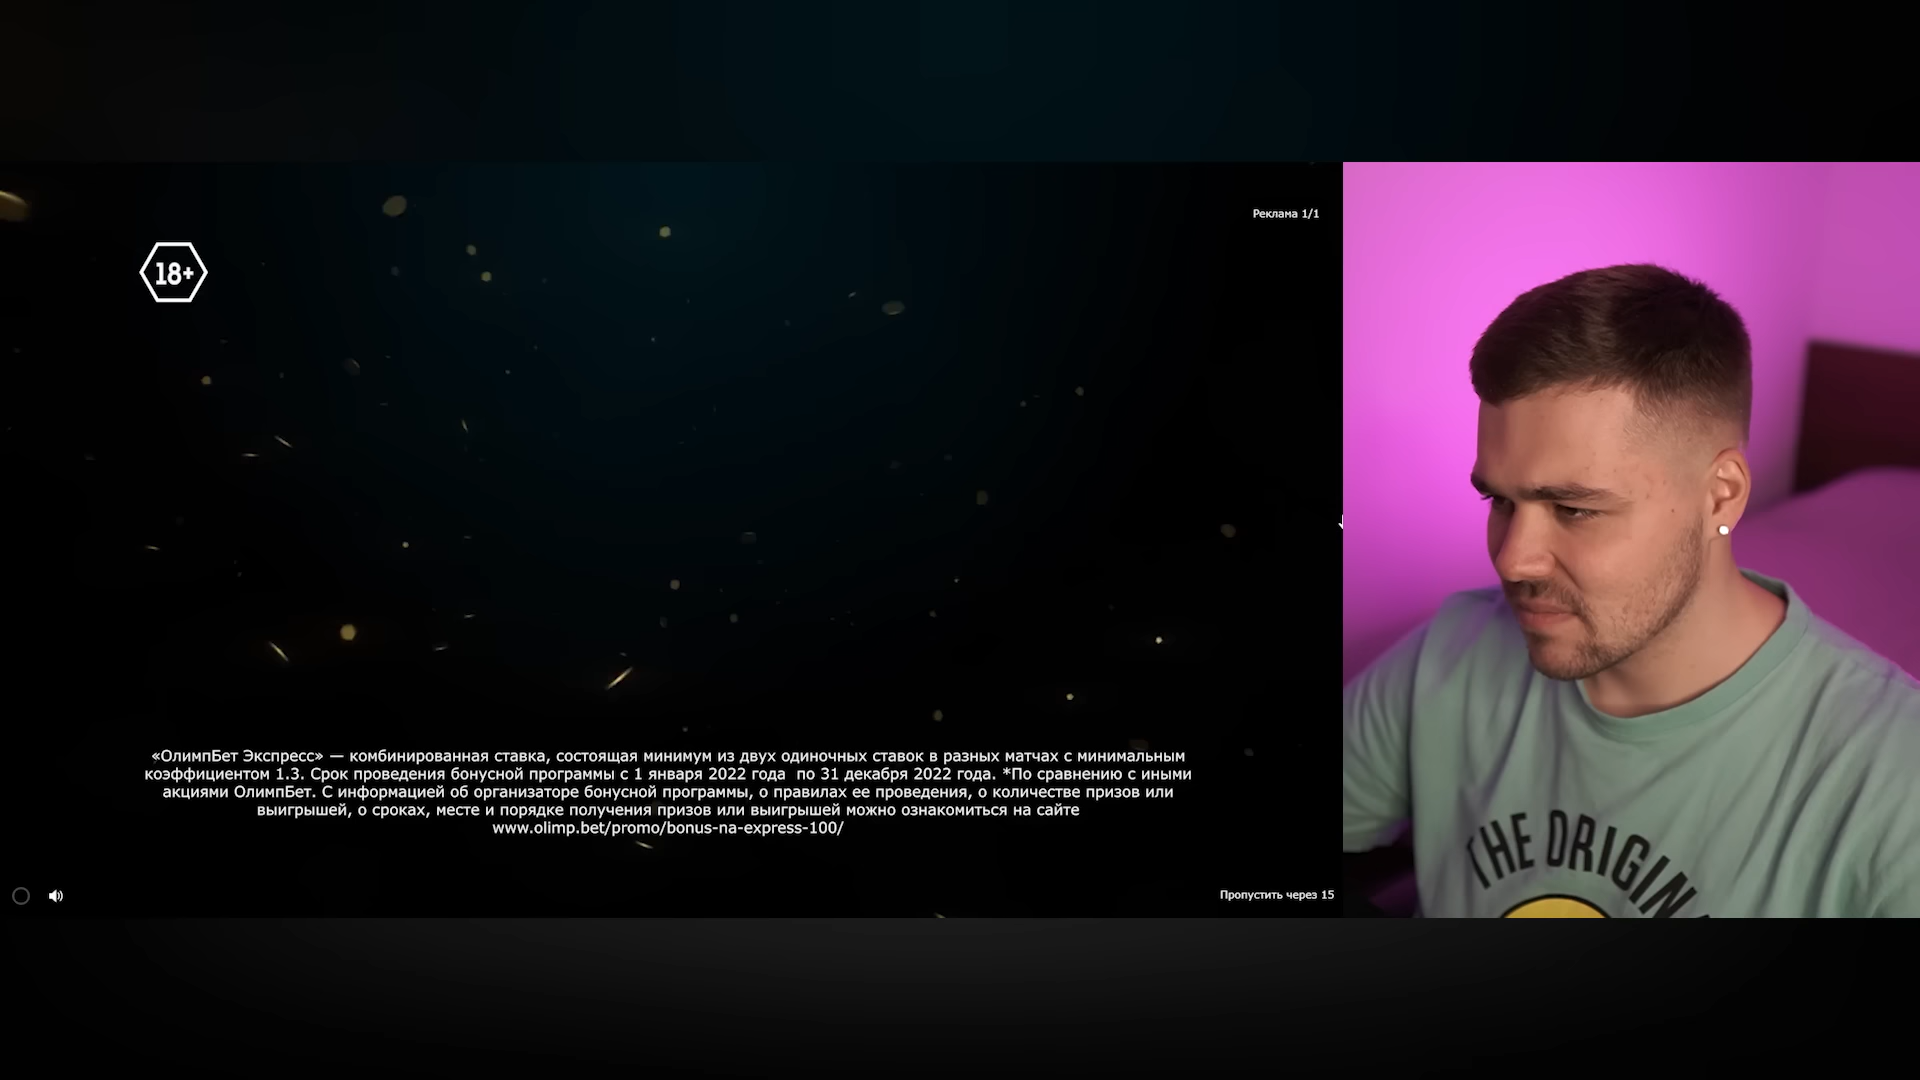 Реклама 1/1
18+
«ОлимпБет Экспресс» — комбинированная ставка, состоящая минимум из двух одиночных ставок в разных матчах с минимальным
коэффициентом 1.3. Срок проведения бонусной программы с 1 января 2022 года по 31 декабря 2022 года. *По сравнению с иными
акциями ОлимпБет. С информацией об организаторе бонусной программы, о правилах ее проведения, о количестве призов или
выигрышей, о сроках, месте и порядке получения призов или выигрышей можно ознакомиться на сайте
www.olimp.bet/promo/bonus-na-express-100/
Пропустить через 15
THE ORIGIN